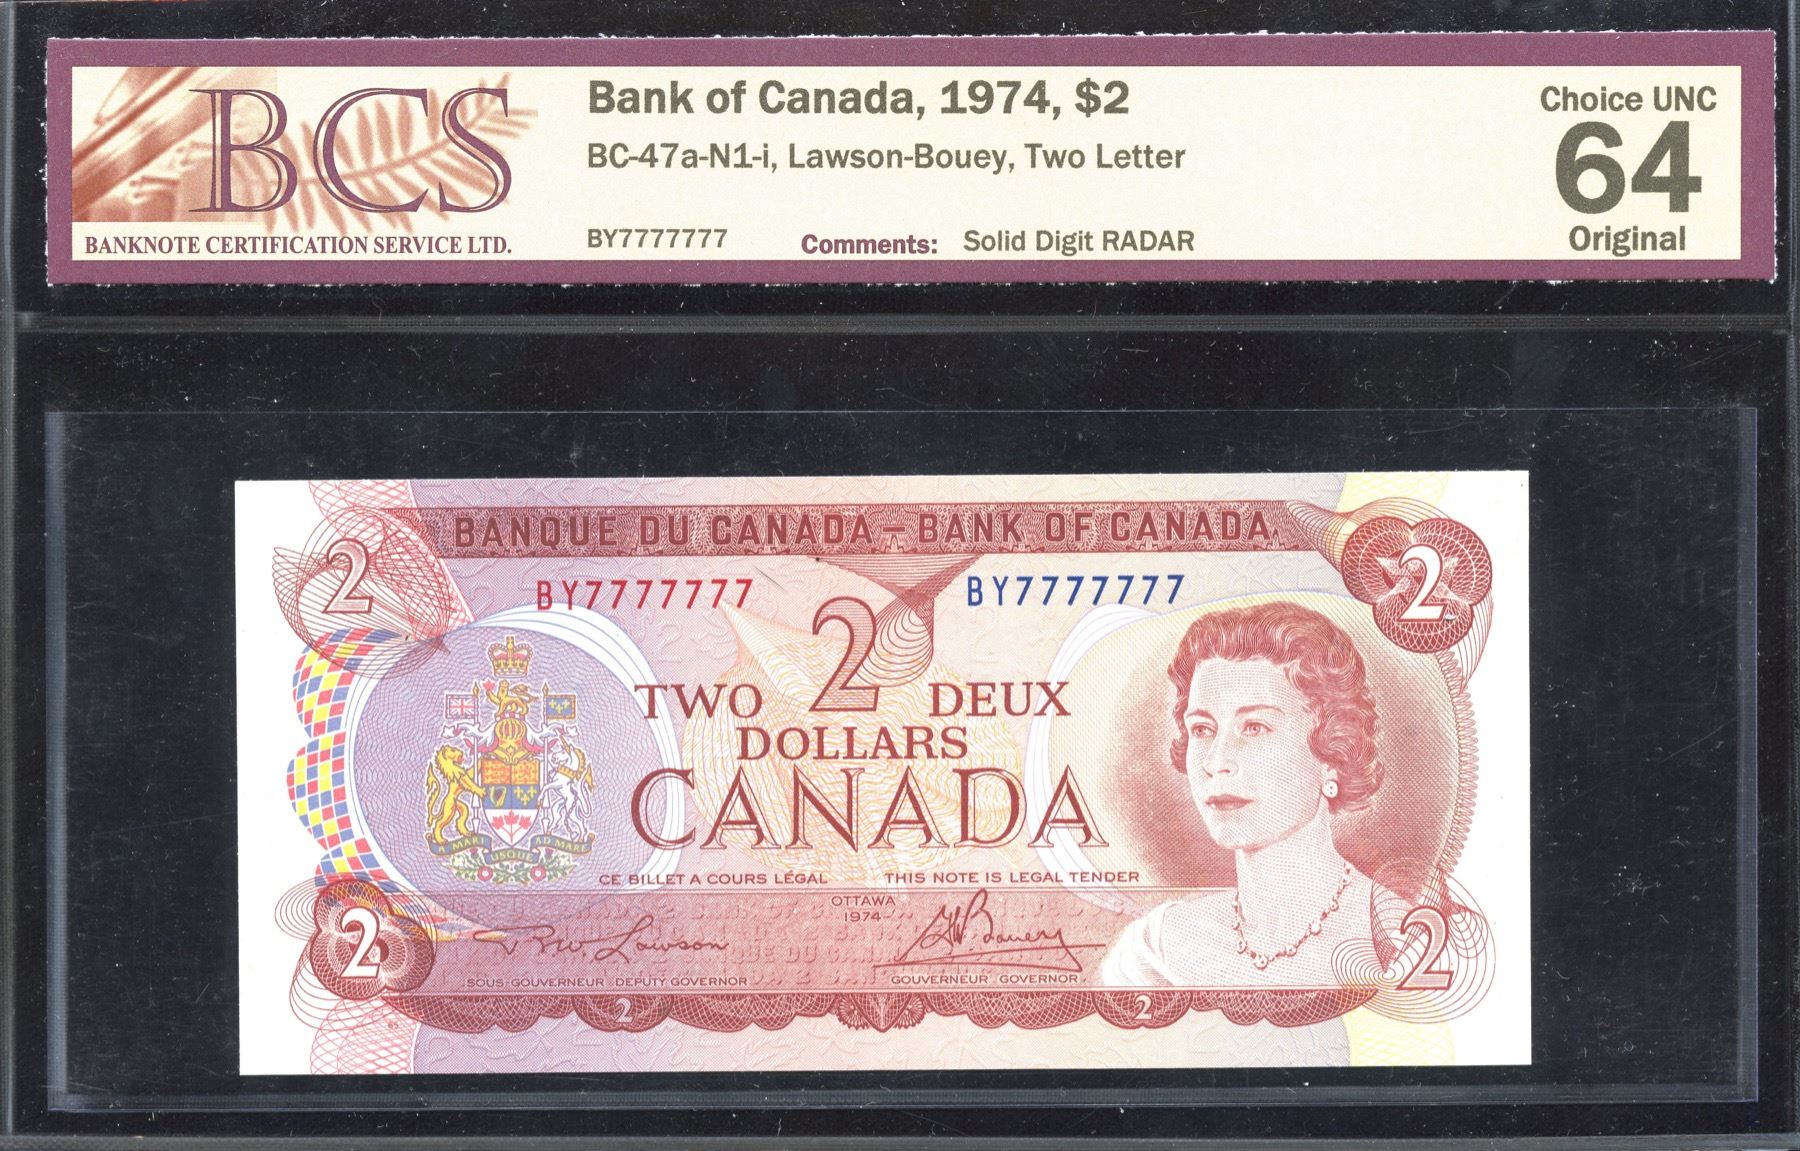 BCS
BANKNOTE CERTIFICATION SERVICE LTD.
Bank of Canada, 1974, $2
BC-47a-N1-i, Lawson-Bouey, Two Letter
BY7777777 Comments: Solid Digit RADAR
Choice UNC
64
Original
BANQUE DU CANADA – BANK OF CANADA
2 2
BY7777777 BY7777777
2
TWO DEUX
DOLLARS
CANADA
A MARI USQUE AD MARE
CE BILLET A COURS LÉGAL THIS NOTE IS LEGAL TENDER
OTTAWA
1974
Lawson Bouey
SOUS-GOUVERNEUR DEPUTY GOVERNOR GOUVERNEUR GOVERNOR
2 2
2 2